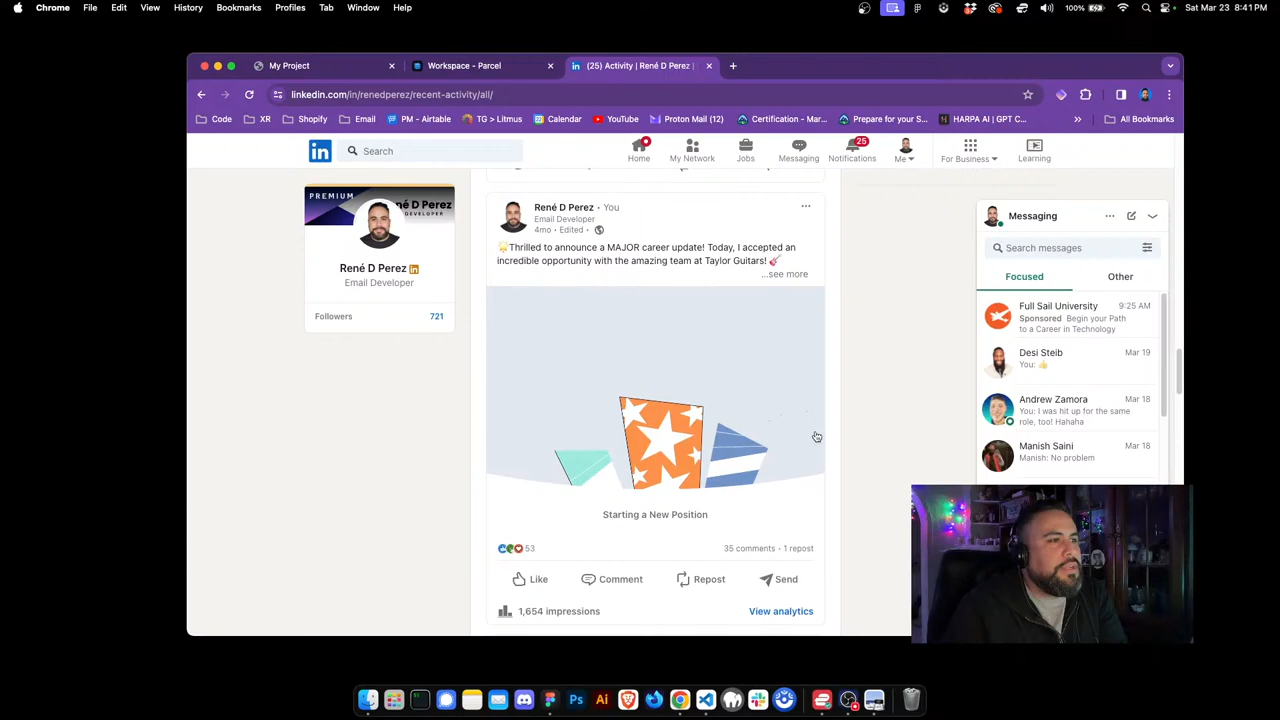 Chrome File Edit View History Bookmarks Profiles Tab Window Help
100% Sat Mar 23 8:41 PM
My Project
Workspace - Parcel
(25) Activity | René D Perez |
linkedin.com/in/renedperez/recent-activity/all/
Code XR Shopify Email PM - Airtable TG > Litmus Calendar YouTube Proton Mail (12) Certification - Mar... Prepare for your S... HARPA AI | GPT C... » All Bookmarks
Search
Home My Network Jobs Messaging Notifications Me For Business Learning
25
PREMIUM
René D Perez
DEVELOPER
René D Perez
Email Developer
Followers 721
René D Perez • You
Email Developer
4mo • Edited •
Thrilled to announce a MAJOR career update! Today, I accepted an
incredible opportunity with the amazing team at Taylor Guitars!
...see more
Starting a New Position
53
35 comments · 1 repost
Like Comment Repost Send
1,654 impressions
View analytics
Messaging
Search messages
Focused Other
Full Sail University 9:25 AM
Sponsored Begin your Path
to a Career in Technology
Desi Steib Mar 19
You: 👍
Andrew Zamora Mar 18
You: I was hit up for the same
role, too! Hahaha
Manish Saini Mar 18
Manish: No problem
Ps Ai